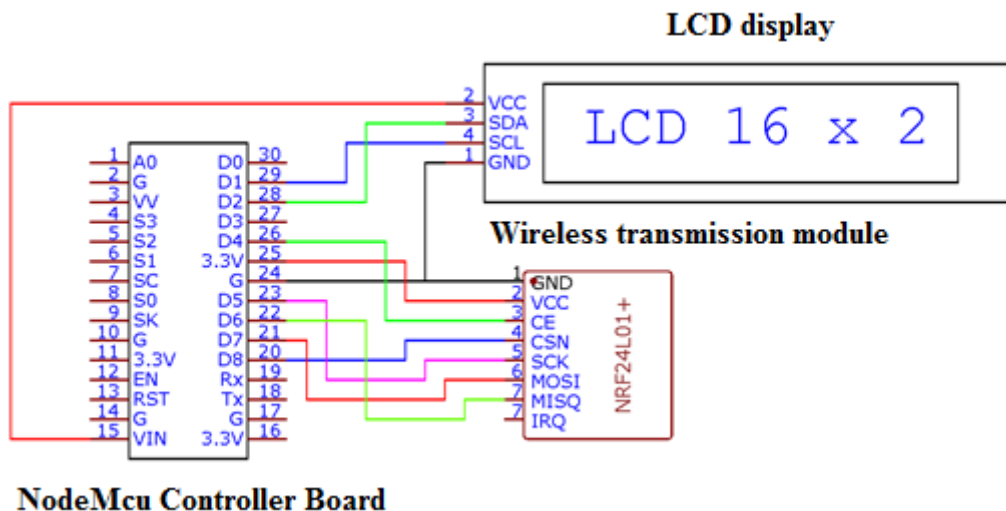 LCD display
2 VCC
3 SDA
4 SCL
1 GND
LCD 16 x 2
1 A0 D0 30
2 G D1 29
3 VV D2 28
4 S3 D3 27
5 S2 D4 26
6 S1 3.3V 25
7 SC G 24
8 S0 D5 23
9 SK D6 22
10 G D7 21
11 3.3V D8 20
12 EN Rx 19
13 RST Tx 18
14 G G 17
15 VIN 3.3V 16
Wireless transmission module
1 GND
2 VCC
3 CE
4 CSN
5 SCK
6 MOSI
7 MISQ
7 IRQ
NRF24L01+
NodeMcu Controller Board